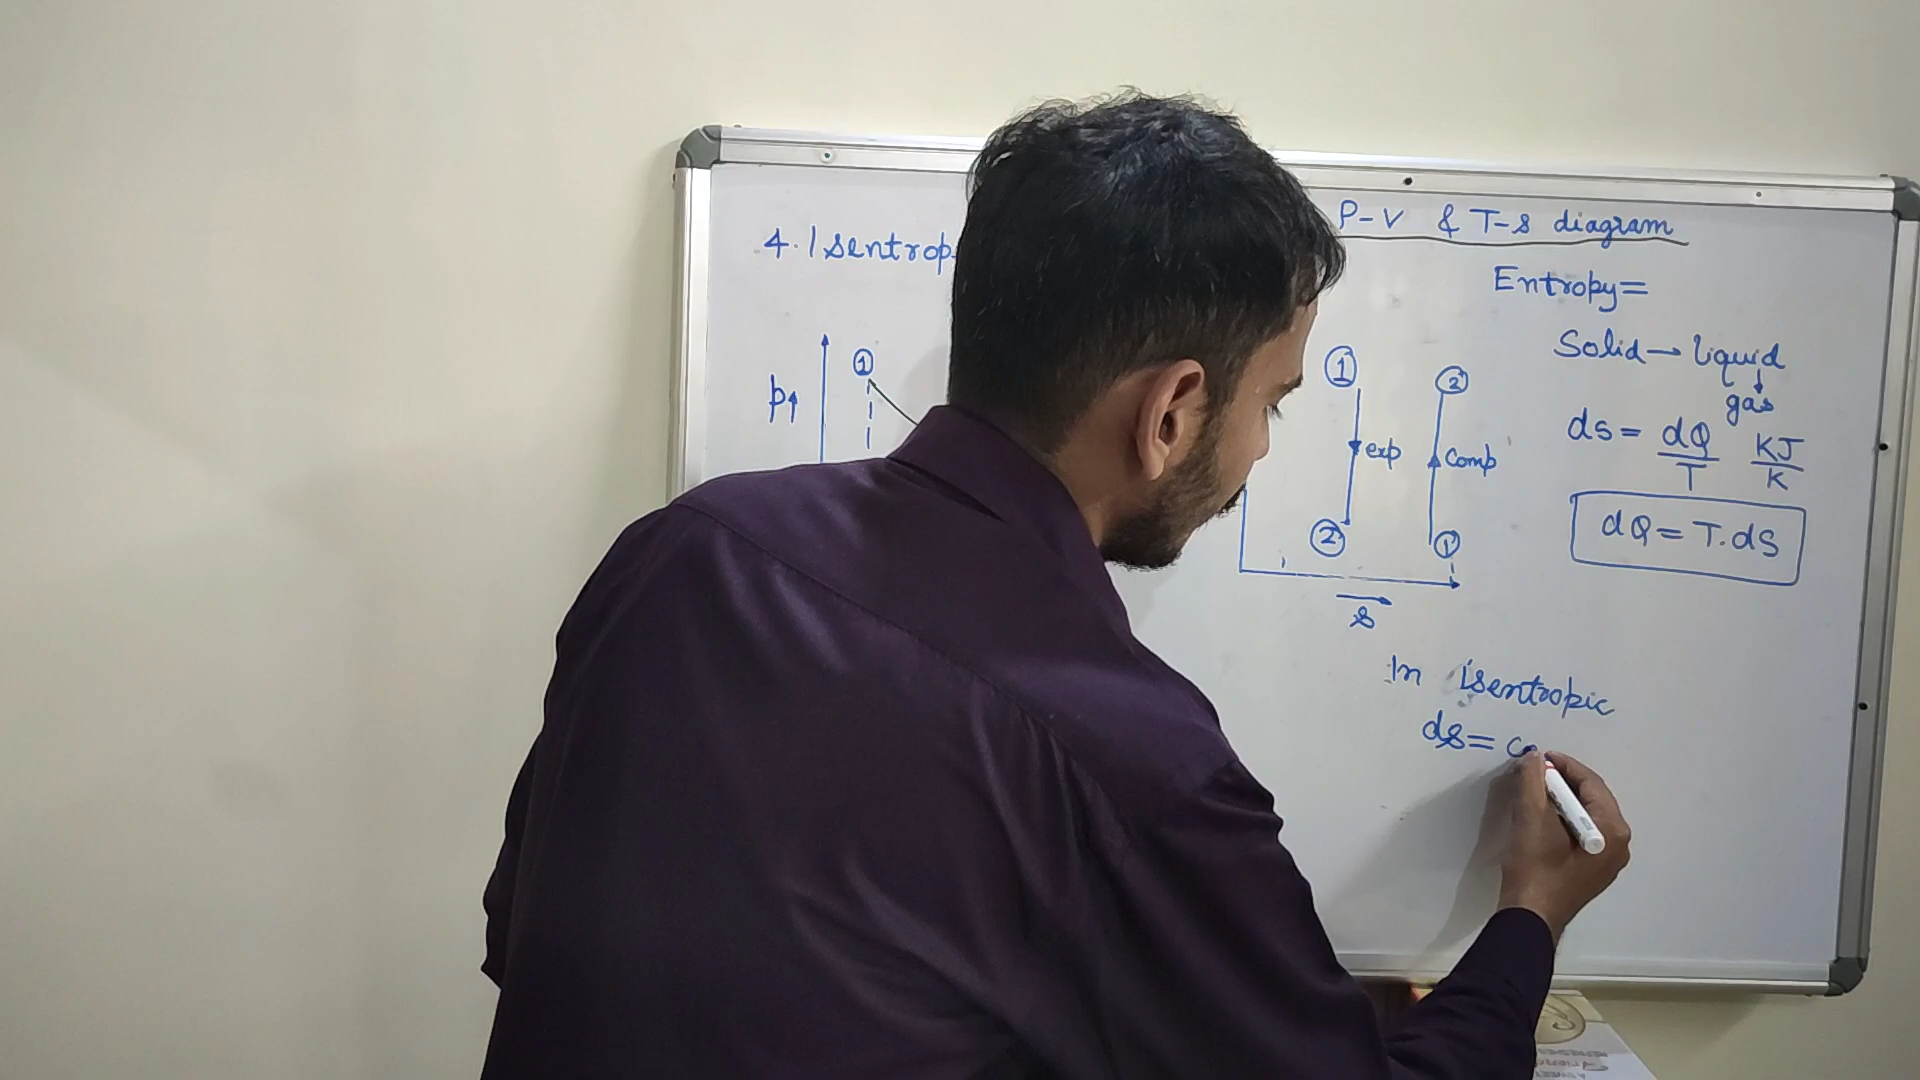 P-V & T-s diagram
4. Isentrop
Entropy=
Solid → liquid
↓
gas
p↑
①
① ②
exp comp
② ①
s
ds = dQ/T KJ/K
dQ = T.ds
In isentropic
ds = co